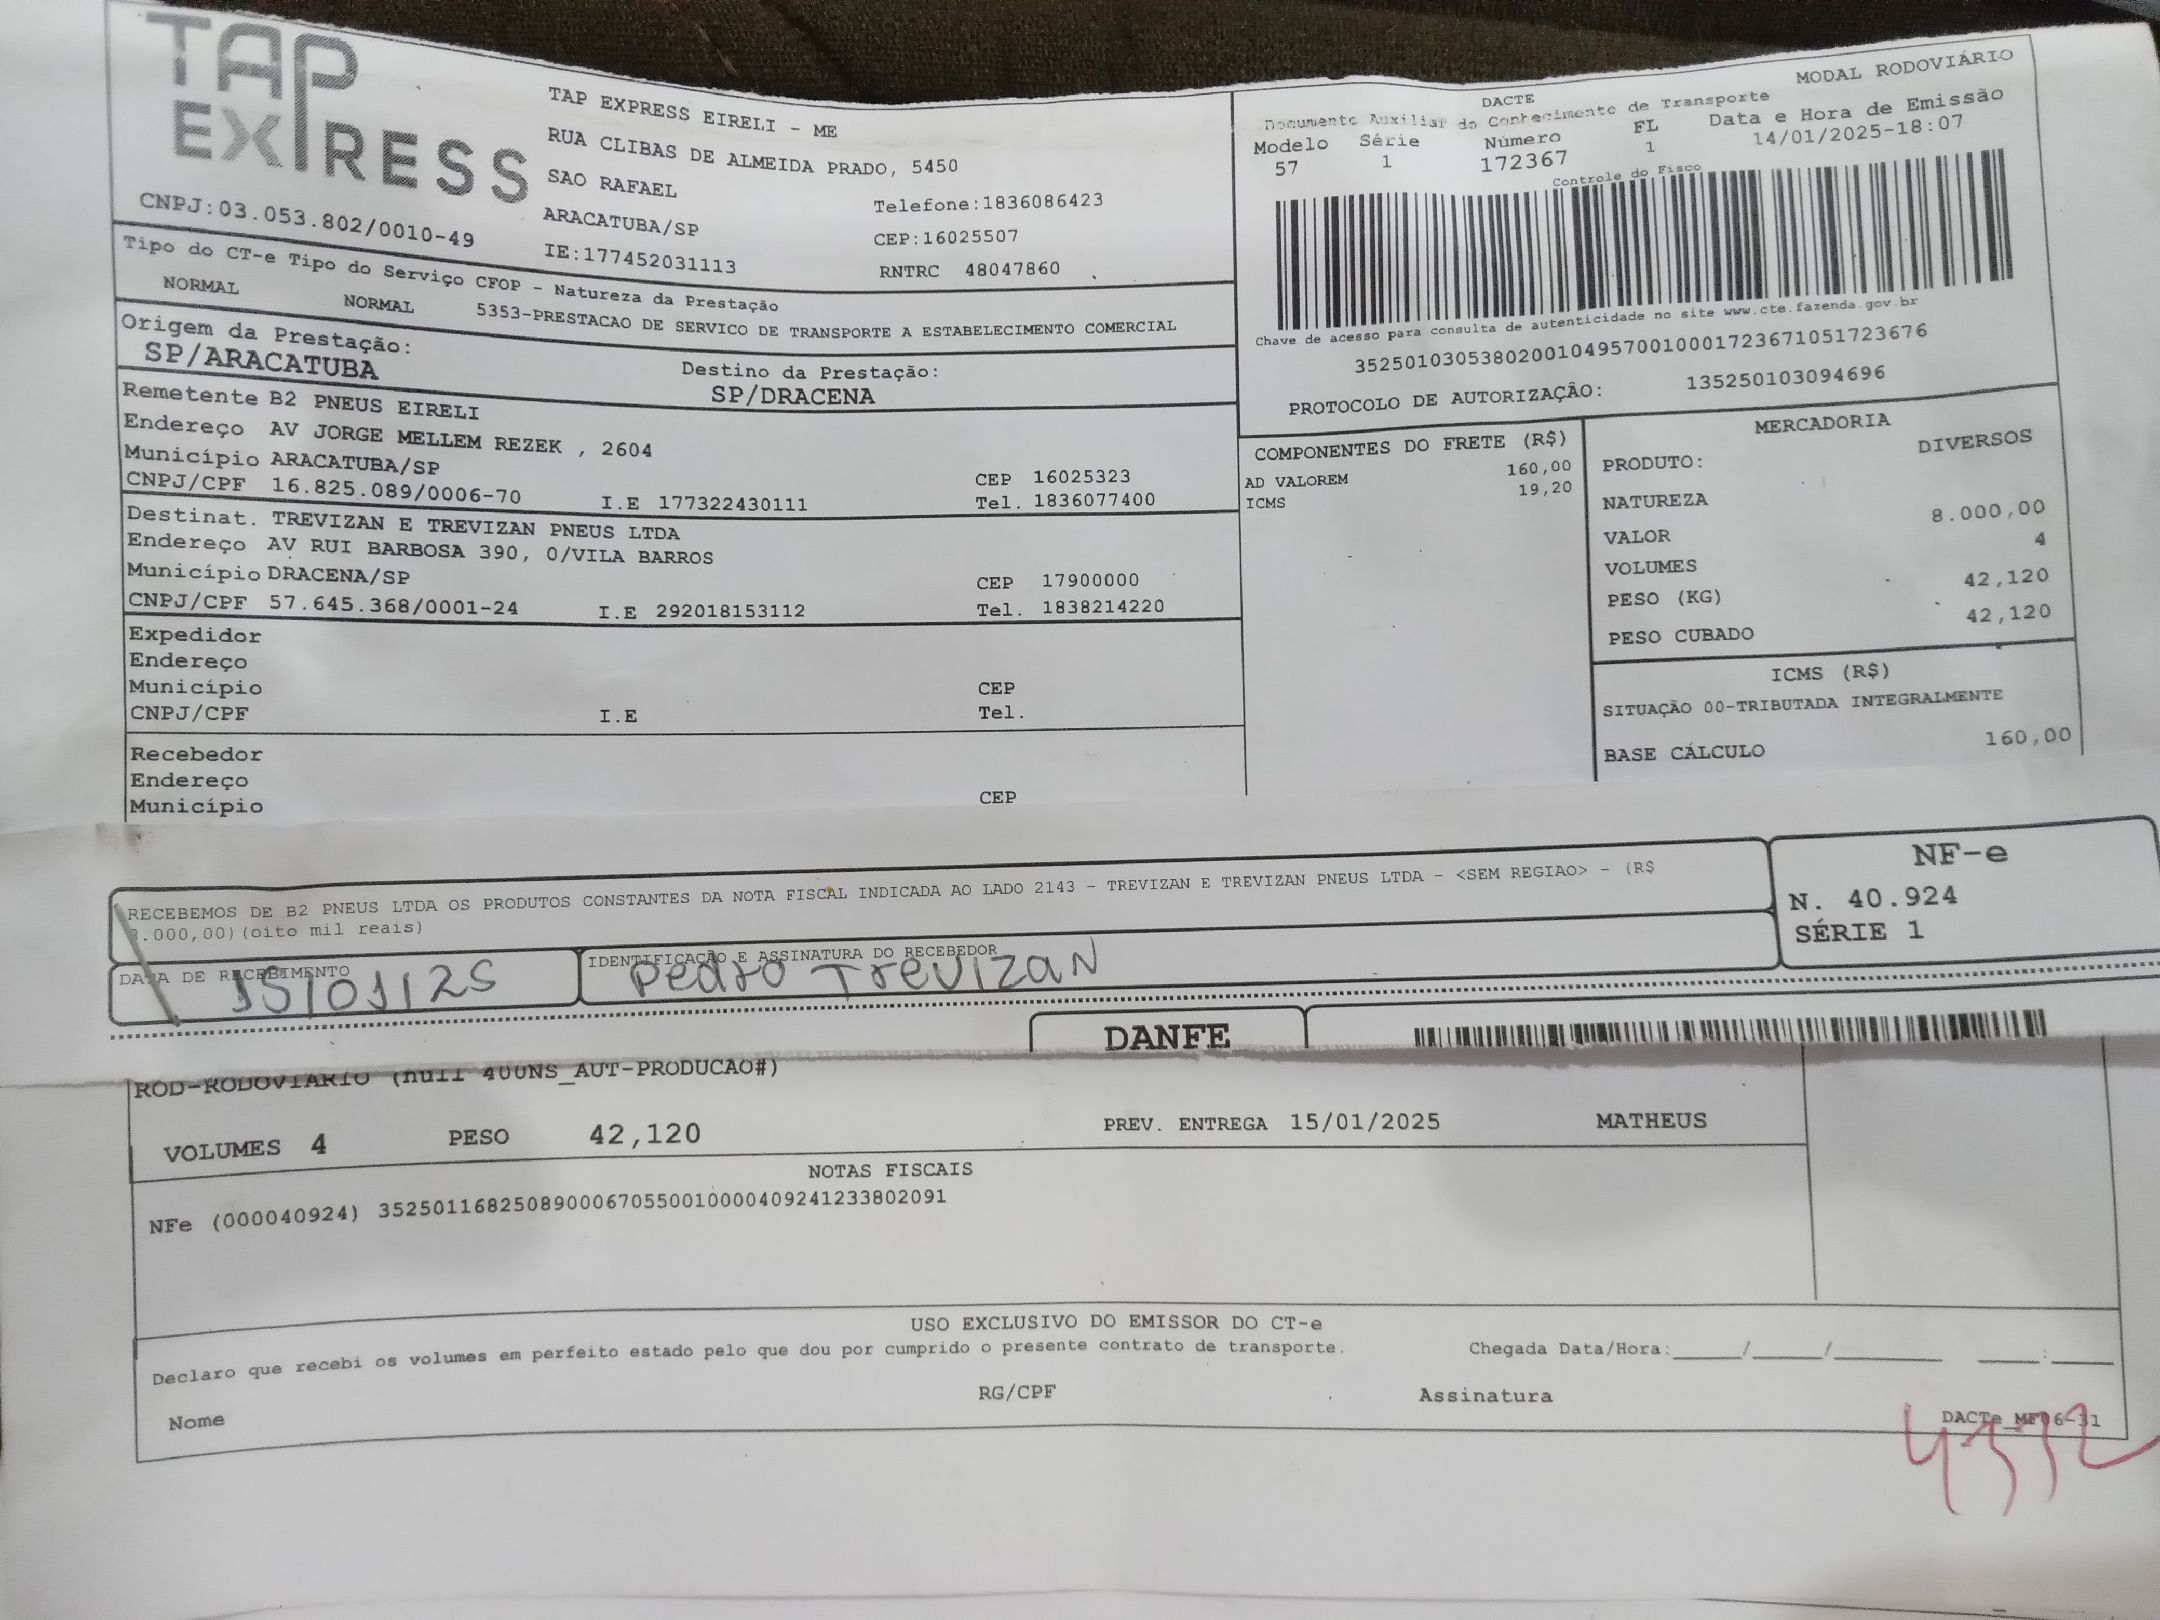 TAP
EXPRESS
TAP EXPRESS EIRELI - ME
RUA CLIBAS DE ALMEIDA PRADO, 5450
SAO RAFAEL
Telefone:1836086423
CNPJ:03.053.802/0010-49
ARACATUBA/SP
CEP:16025507
IE:177452031113
RNTRC 48047860
MODAL RODOVIÁRIO
DACTE
Documento Auxiliar do Conhecimento de Transporte
Modelo Série Número FL Data e Hora de Emissão
57 1 172367 1 14/01/2025-18:07
Controle do Fisco
Chave de acesso para consulta de autenticidade no site www.cte.fazenda.gov.br
35250103053802001049570010001723671051723676
PROTOCOLO DE AUTORIZAÇÃO: 135250103094696
Tipo do CT-e Tipo do Serviço CFOP - Natureza da Prestação
NORMAL NORMAL 5353-PRESTACAO DE SERVICO DE TRANSPORTE A ESTABELECIMENTO COMERCIAL
Origem da Prestação: Destino da Prestação:
SP/ARACATUBA SP/DRACENA
Remetente B2 PNEUS EIRELI
Endereço AV JORGE MELLEM REZEK , 2604
Município ARACATUBA/SP CEP 16025323
CNPJ/CPF 16.825.089/0006-70 I.E 177322430111 Tel. 1836077400
Destinat. TREVIZAN E TREVIZAN PNEUS LTDA
Endereço AV RUI BARBOSA 390, 0/VILA BARROS
Município DRACENA/SP CEP 17900000
CNPJ/CPF 57.645.368/0001-24 I.E 292018153112 Tel. 1838214220
Expedidor
Endereço
Município CEP
CNPJ/CPF I.E Tel.
Recebedor
Endereço
Município CEP
COMPONENTES DO FRETE (R$)
AD VALOREM 160,00
ICMS 19,20
MERCADORIA
PRODUTO: DIVERSOS
NATUREZA
VALOR 8.000,00
VOLUMES 4
PESO (KG) 42,120
PESO CUBADO 42,120
ICMS (R$)
SITUAÇÃO 00-TRIBUTADA INTEGRALMENTE
BASE CÁLCULO 160,00
RECEBEMOS DE B2 PNEUS LTDA OS PRODUTOS CONSTANTES DA NOTA FISCAL INDICADA AO LADO 2143 - TREVIZAN E TREVIZAN PNEUS LTDA - <SEM REGIAO> - (R$
8.000,00)(oito mil reais)
NF-e
N. 40.924
SÉRIE 1
DATA DE RECEBIMENTO IDENTIFICAÇÃO E ASSINATURA DO RECEBEDOR
15/01/25 Pedro Trevizan
DANFE
ROD-RODOVIARIO (null 400NS_AUT-PRODUCAO#)
VOLUMES 4 PESO 42,120 PREV. ENTREGA 15/01/2025 MATHEUS
NOTAS FISCAIS
NFe (000040924) 35250116825089000670550010000409241233802091
USO EXCLUSIVO DO EMISSOR DO CT-e
Declaro que recebi os volumes em perfeito estado pelo que dou por cumprido o presente contrato de transporte. Chegada Data/Hora:_____/_____/________ ____:____
Nome RG/CPF Assinatura